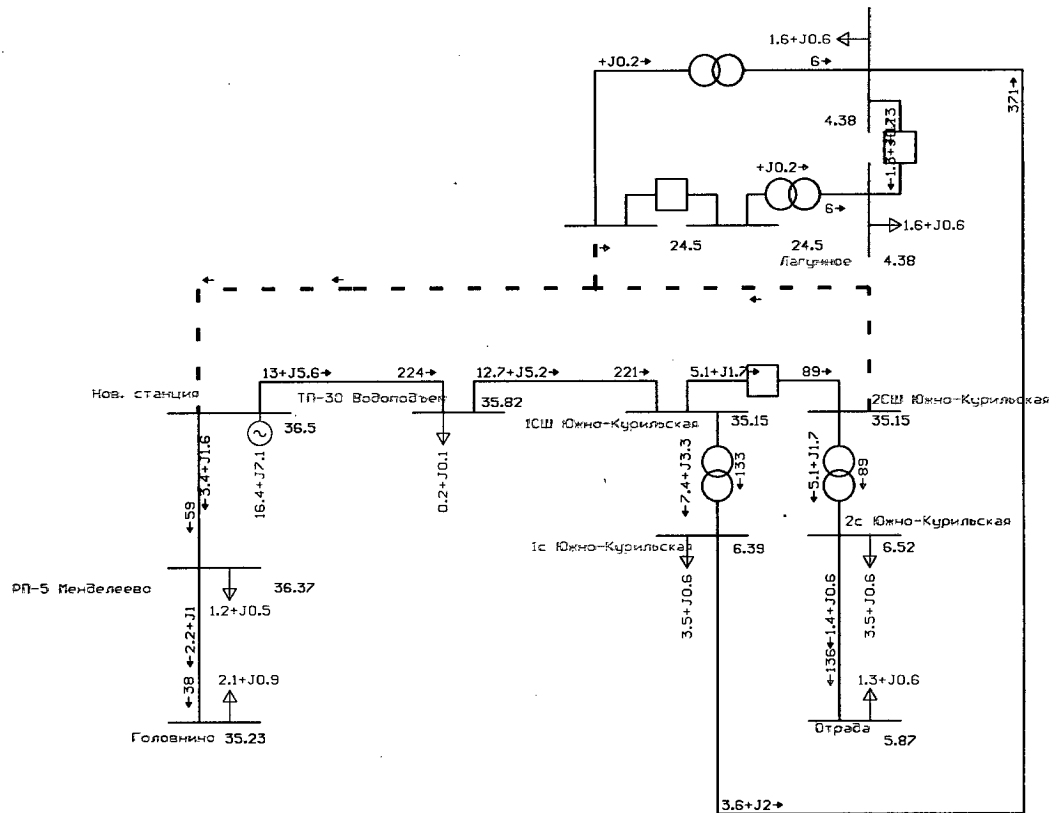 1.6+J0.6
+J0.2→
6→
371→
4.38
+J0.2→
6→
1.6+J0.6
24.5
24.5
Лагунное
4.38
13+J5.6→
224→
12.7+J5.2→
221→
5.1+J1.7→
89→
Нов. станция
ТП-30 Водоподъем
35.82
2СШ Южно-Курильская
36.5
1СШ Южно-Курильская
35.15
35.15
←3.4+J1.6
16.4+J7.1
0.2+J0.1
←7.4+J3.3
←133
←5.1+J1.7
←89
←59
2с Южно-Курильская
1с Южно-Курильская
6.39
6.52
РП-5 Менделеево
36.37
1.2+J0.5
3.5+J0.6
←1.4+J0.6
3.5+J0.6
←2.2+J1
←38
2.1+J0.9
←136
1.3+J0.6
Головнино 35.23
Отрада
5.87
3.6+J2→